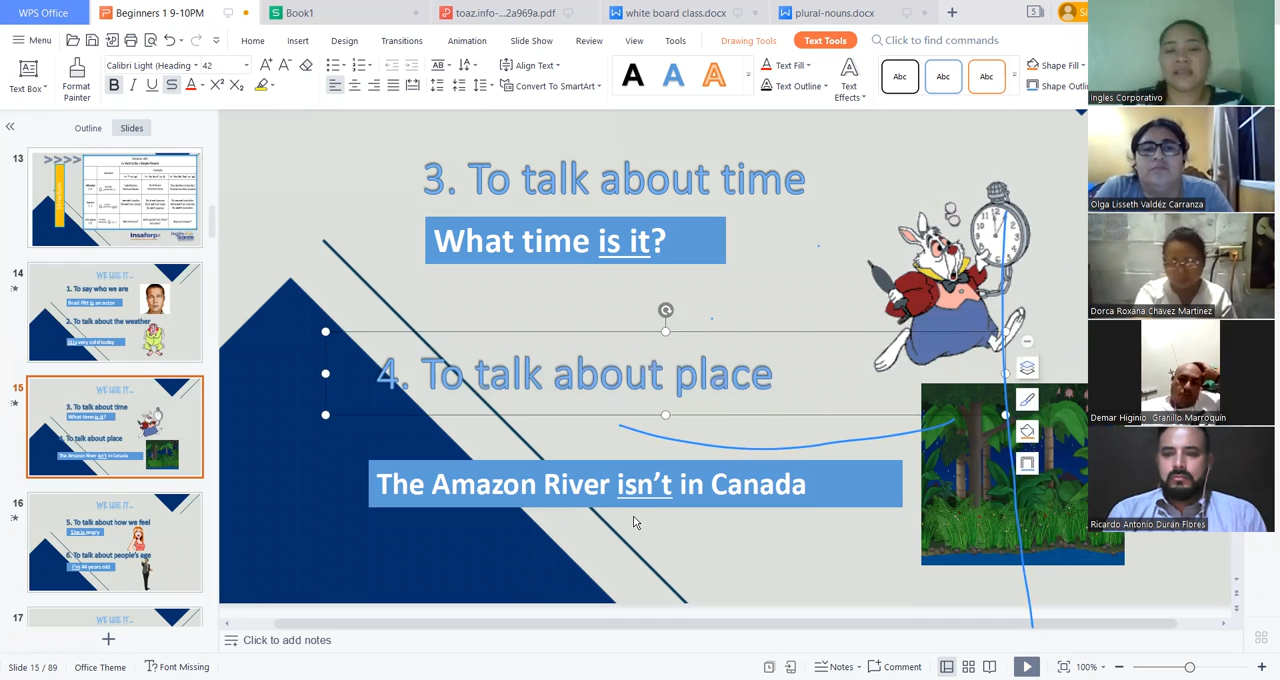 WPS Office
Beginners 1 9-10PM
Book1
toaz.info-...2a969a.pdf
white board class.docx
plural-nouns.docx
Menu
Home
Insert
Design
Transitions
Animation
Slide Show
Review
View
Tools
Drawing Tools
Text Tools
Click to find commands
Text Box
Format Painter
Calibri Light (Heading
42
Align Text
Convert To SmartArt
Text Fill
Text Outline
Text Effects
Abc
Abc
Abc
Shape Fill
Shape Outl
Outline
Slides
13
14
WE USE IT...
1. To say who we are
Brad Pitt is an actor
2. To talk about the weather
It is very cold today
15
WE USE IT...
3. To talk about time
What time is it?
4. To talk about place
The Amazon River isn't in Canada
16
WE USE IT...
5. To talk about how we feel
She is angry
6. To talk about people's age
I'm 44 years old
17
WE USE IT...
3. To talk about time
What time is it?
4. To talk about place
The Amazon River isn't in Canada
Ingles Corporativo
Olga Lisseth Valdéz Carranza
Dorca Roxana Chavez Martinez
Demar Higinio Granillo Marroquín
Ricardo Antonio Durán Flores
Click to add notes
Slide 15 / 89
Office Theme
Font Missing
Notes
Comment
100%